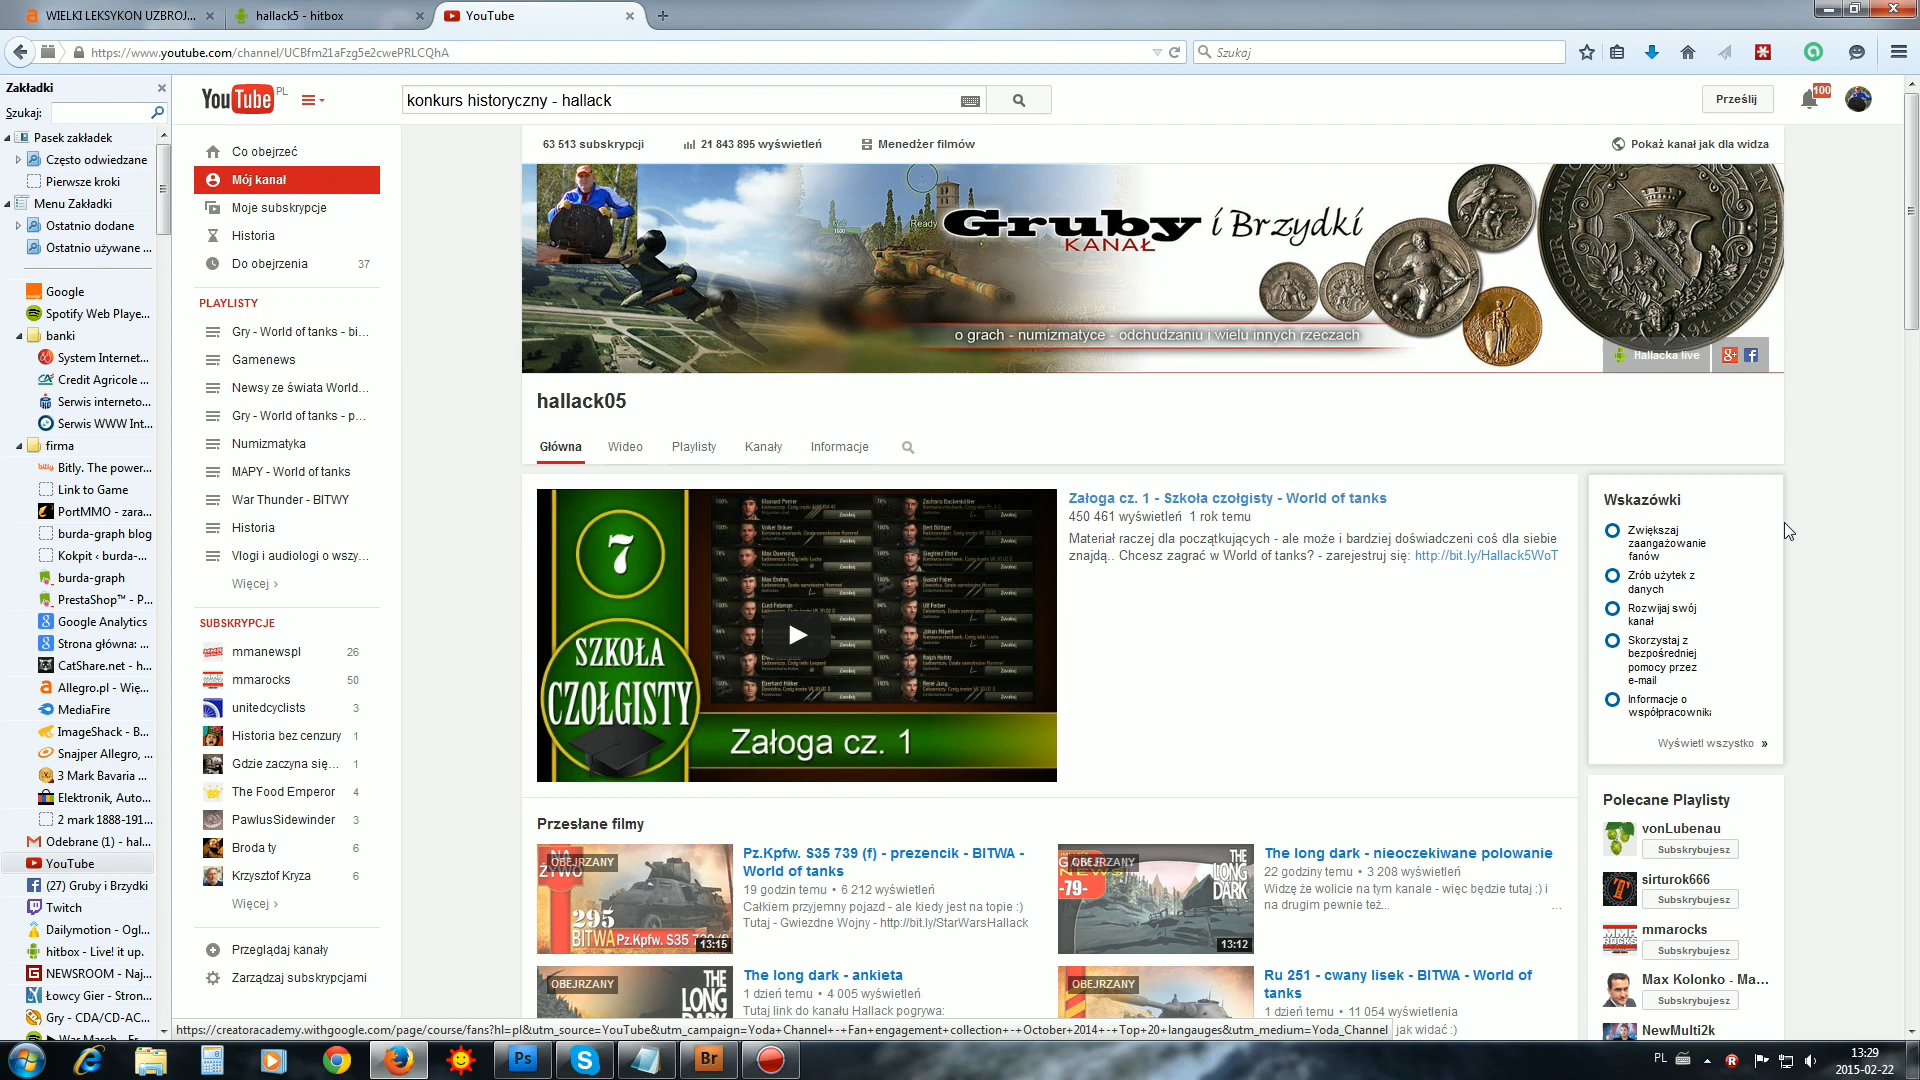 WIELKI LEKSYKON UZBROJ...
hallack5 - hitbox
YouTube
https://www.youtube.com/channel/UCBfm21aFzg5e2cwePRLCQhA
Szukaj
Zakładki
Szukaj:
Pasek zakładek
Często odwiedzane
Pierwsze kroki
Menu Zakładki
Ostatnio dodane
Ostatnio używane ...
Google
Spotify Web Playe...
banki
System Internet...
Credit Agricole ...
Serwis interneto...
Serwis WWW Int...
firma
Bitly. The power...
Link to Game
PortMMO - zara...
burda-graph blog
Kokpit ‹ burda-...
burda-graph
PrestaShop™ - P...
Google Analytics
Strona główna: ...
CatShare.net - h...
Allegro.pl - Wię...
MediaFire
ImageShack - B...
Snajper Allegro, ...
3 Mark Bavaria ...
Elektronik, Auto...
2 mark 1888-191...
Odebrane (1) - hal...
YouTube
(27) Gruby i Brzydki
Twitch
Dailymotion - Ogl...
hitbox - Live! it up.
NEWSROOM - Naj...
Łowcy Gier - Stron...
Gry - CDA/CD-AC...
YouTube PL
konkurs historyczny - hallack
Prześlij
100
Co obejrzeć
Mój kanał
Moje subskrypcje
Historia
Do obejrzenia 37
PLAYLISTY
Gry - World of tanks - bi...
Gamenews
Newsy ze świata World...
Gry - World of tanks - p...
Numizmatyka
MAPY - World of tanks
War Thunder - BITWY
Historia
Vlogi i audiologi o wszy...
Więcej ›
SUBSKRYPCJE
mmanewspl 26
mmarocks 50
unitedcyclists 3
Historia bez cenzury 1
Gdzie zaczyna się... 1
The Food Emperor 4
PawlusSidewinder 3
Broda ty 6
Krzysztof Kryza 6
Więcej ›
Przeglądaj kanały
Zarządzaj subskrypcjami
63 513 subskrypcji
21 843 895 wyświetleń
Menedżer filmów
Pokaż kanał jak dla widza
Ready
Gruby i Brzydki
KANAŁ
o grach - numizmatyce - odchudzaniu i wielu innych rzeczach
Hallacka live
hallack05
Główna
Wideo
Playlisty
Kanały
Informacje
7
SZKOŁA
CZOŁGISTY
Załoga cz. 1
Załoga cz. 1 - Szkoła czołgisty - World of tanks
450 461 wyświetleń 1 rok temu
Materiał raczej dla początkujących - ale może i bardziej doświadczeni coś dla siebie
znajdą.. Chcesz zagrać w World of tanks? - zarejestruj się: http://bit.ly/Hallack5WoT
Przesłane filmy
OBEJRZANY
NA ŻYWO
295
BITWA Pz.Kpfw. S35
13:15
Pz.Kpfw. S35 739 (f) - prezencik - BITWA -
World of tanks
19 godzin temu • 6 212 wyświetleń
Całkiem przyjemny pojazd - ale kiedy jest na topie :)
Tutaj - Gwiezdne Wojny - http://bit.ly/StarWarsHallack
OBEJRZANY
-79-
THE LONG DARK
13:12
The long dark - nieoczekiwane polowanie
22 godziny temu • 3 208 wyświetleń
Widzę że wolicie na tym kanale - więc będzie tutaj :) i
na drugim pewnie też...
...
OBEJRZANY
THE LONG
The long dark - ankieta
1 dzień temu • 4 005 wyświetleń
Tutaj link do kanału Hallack pogrywa:
OBEJRZANY
Ru 251 - cwany lisek - BITWA - World of
tanks
1 dzień temu • 11 054 wyświetlenia
jak widać :)
Wskazówki
Zwiększaj
zaangażowanie
fanów
Zrób użytek z
danych
Rozwijaj swój
kanał
Skorzystaj z
bezpośredniej
pomocy przez
e-mail
Informacje o
współpracownika
Wyświetl wszystko »
Polecane Playlisty
vonLubenau
Subskrybujesz
sirturok666
Subskrybujesz
mmarocks
Subskrybujesz
Max Kolonko - Ma...
Subskrybujesz
NewMulti2k
https://creatoracademy.withgoogle.com/page/course/fans?hl=pl&utm_source=YouTube&utm_campaign=Yoda+Channel+-+Fan+engagement+collection+-+October+2014+-+Top+20+langauges&utm_medium=Yoda_Channel
Ps
Br
PL
13:29
2015-02-22